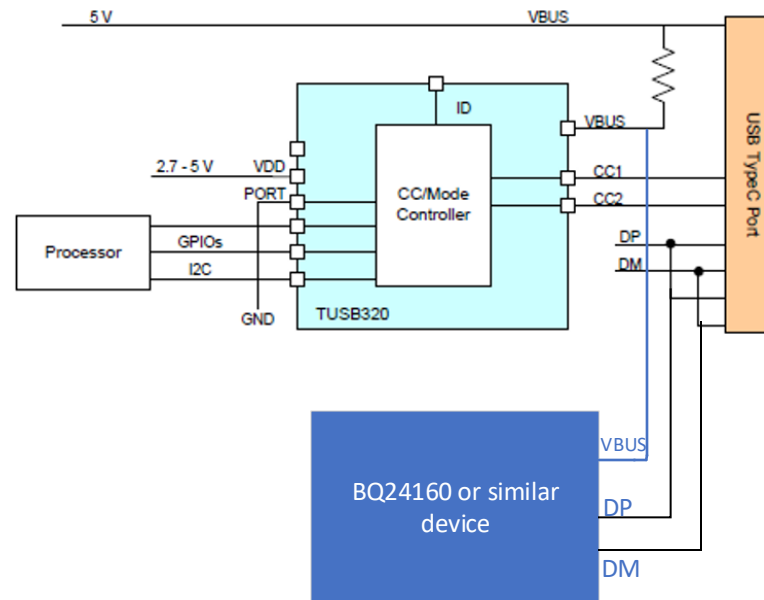 5 V
VBUS
ID
VBUS
2.7 - 5 V
VDD
PORT
CC1
CC/Mode
Controller
CC2
USB TypeC Port
Processor
GPIOs
I2C
DP
DM
GND
TUSB320
VBUS
BQ24160 or similar
device
DP
DM